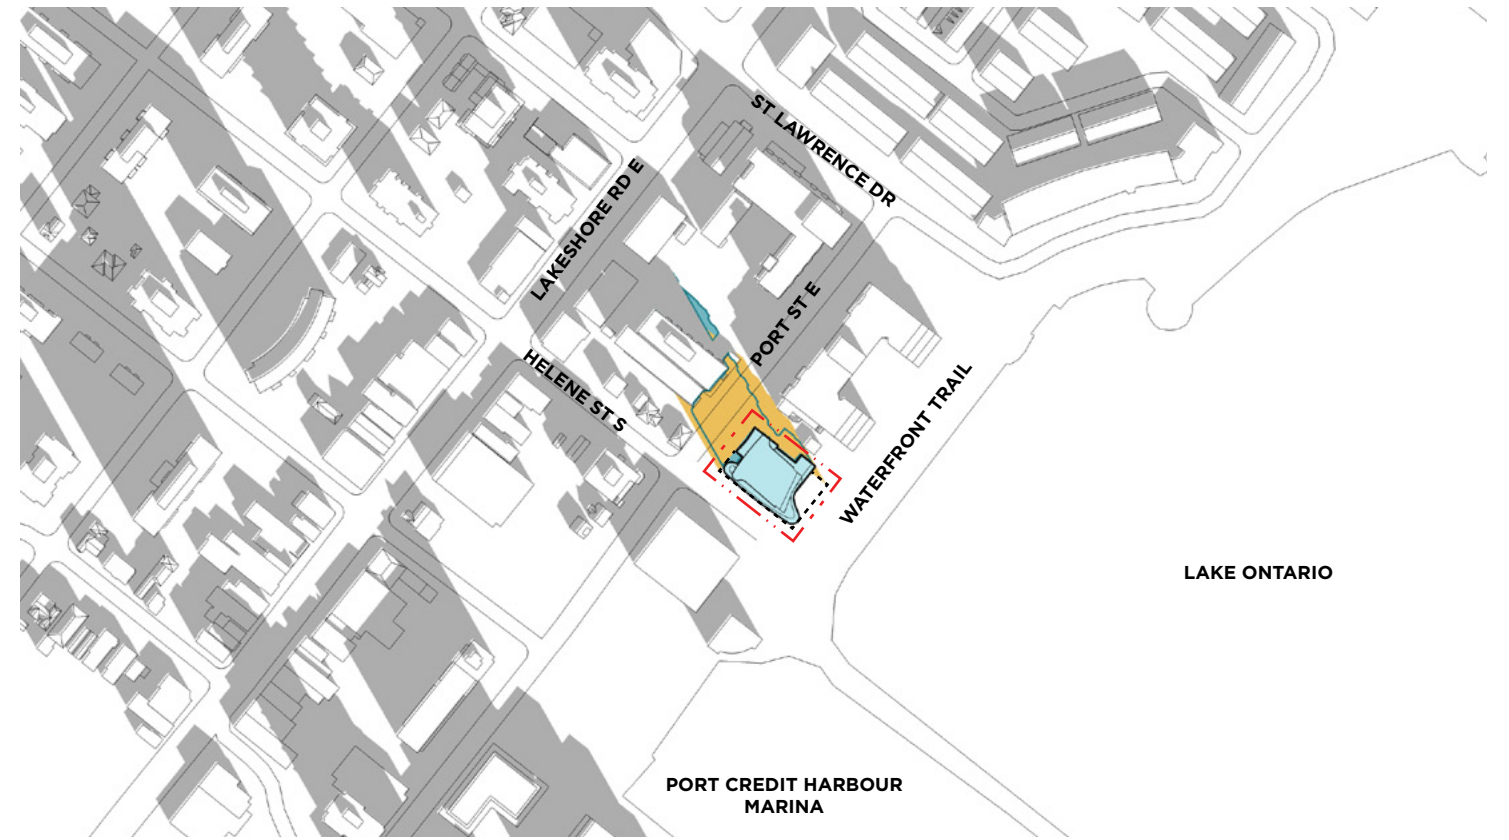 ST LAWRENCE DR
LAKESHORE RD E
PORT ST E
HELENE ST S
WATERFRONT TRAIL
LAKE ONTARIO
PORT CREDIT HARBOUR
MARINA